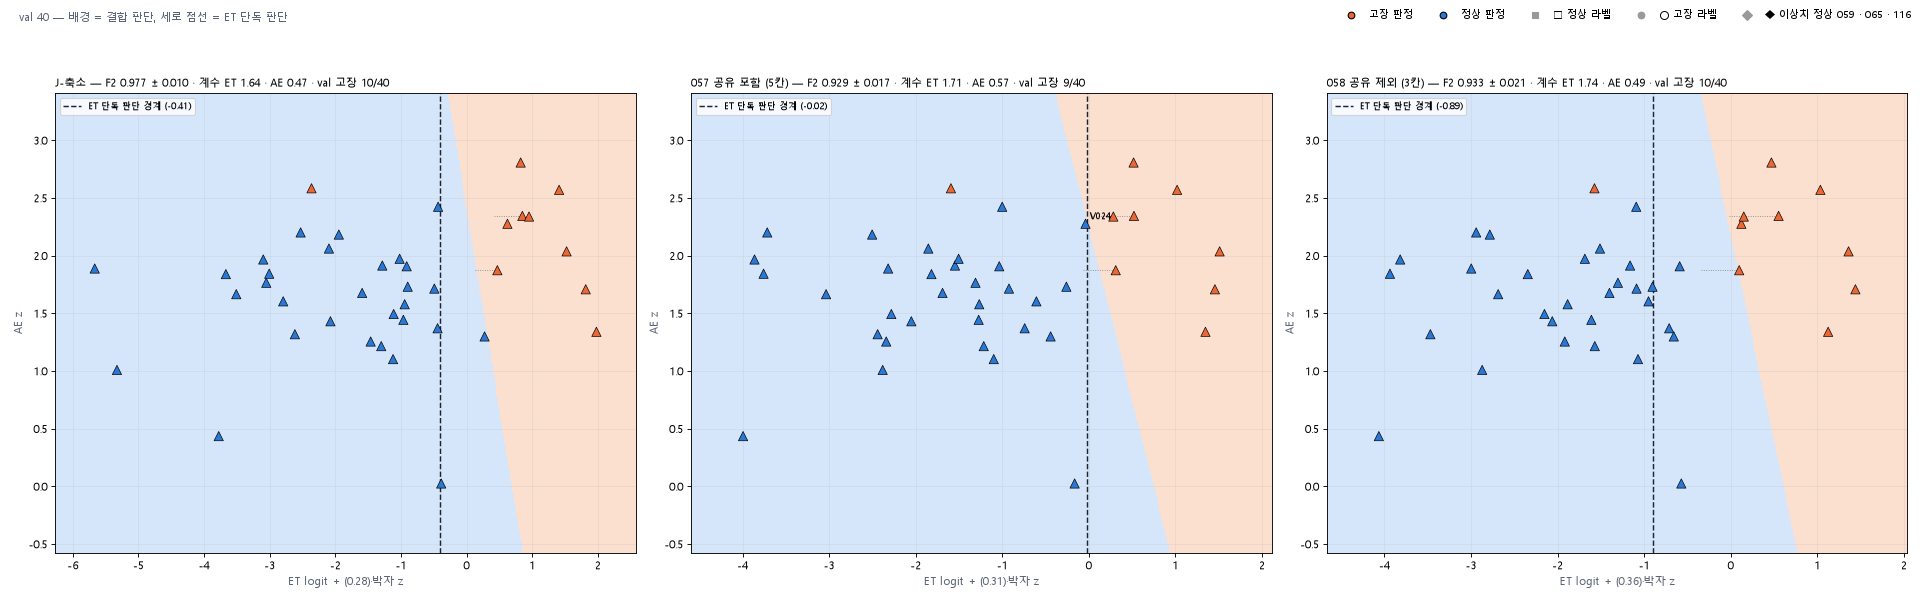 val 40 — 배경 = 결합 판단, 세로 점선 = ET 단독 판단
고장 판정 정상 판정 정상 라벨 고장 라벨 이상치 정상 059 · 065 · 116
J-축소 — F2 0.977 ± 0.010 · 계수 ET 1.64 · AE 0.47 · val 고장 10/40
ET 단독 판단 경계 (-0.41)
3.0
2.5
2.0
1.5
1.0
0.5
0.0
-0.5
AE z
-6 -5 -4 -3 -2 -1 0 1 2
ET logit + (0.28)·박자 z
057 공유 포함 (5칸) — F2 0.929 ± 0.017 · 계수 ET 1.71 · AE 0.57 · val 고장 9/40
ET 단독 판단 경계 (-0.02)
V024
3.0
2.5
2.0
1.5
1.0
0.5
0.0
-0.5
AE z
-4 -3 -2 -1 0 1 2
ET logit + (0.31)·박자 z
058 공유 제외 (3칸) — F2 0.933 ± 0.021 · 계수 ET 1.74 · AE 0.49 · val 고장 10/40
ET 단독 판단 경계 (-0.89)
3.0
2.5
2.0
1.5
1.0
0.5
0.0
-0.5
AE z
-4 -3 -2 -1 0 1 2
ET logit + (0.36)·박자 z